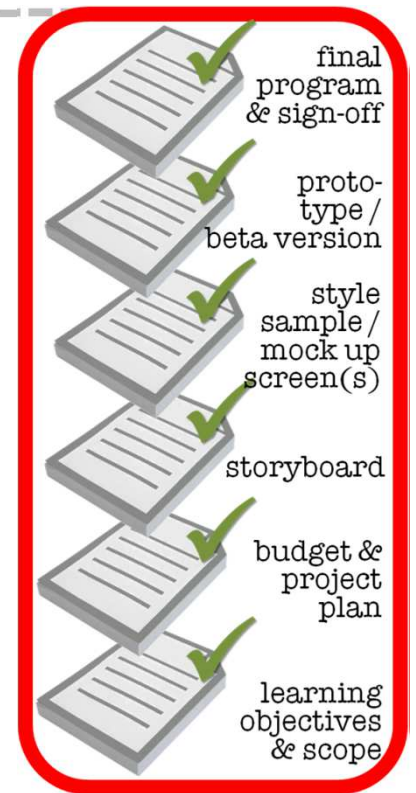 final
program
& sign-off
proto-
type /
beta version
style
sample /
mock up
screen(s)
storyboard
budget &
project
plan
learning
objectives
& scope